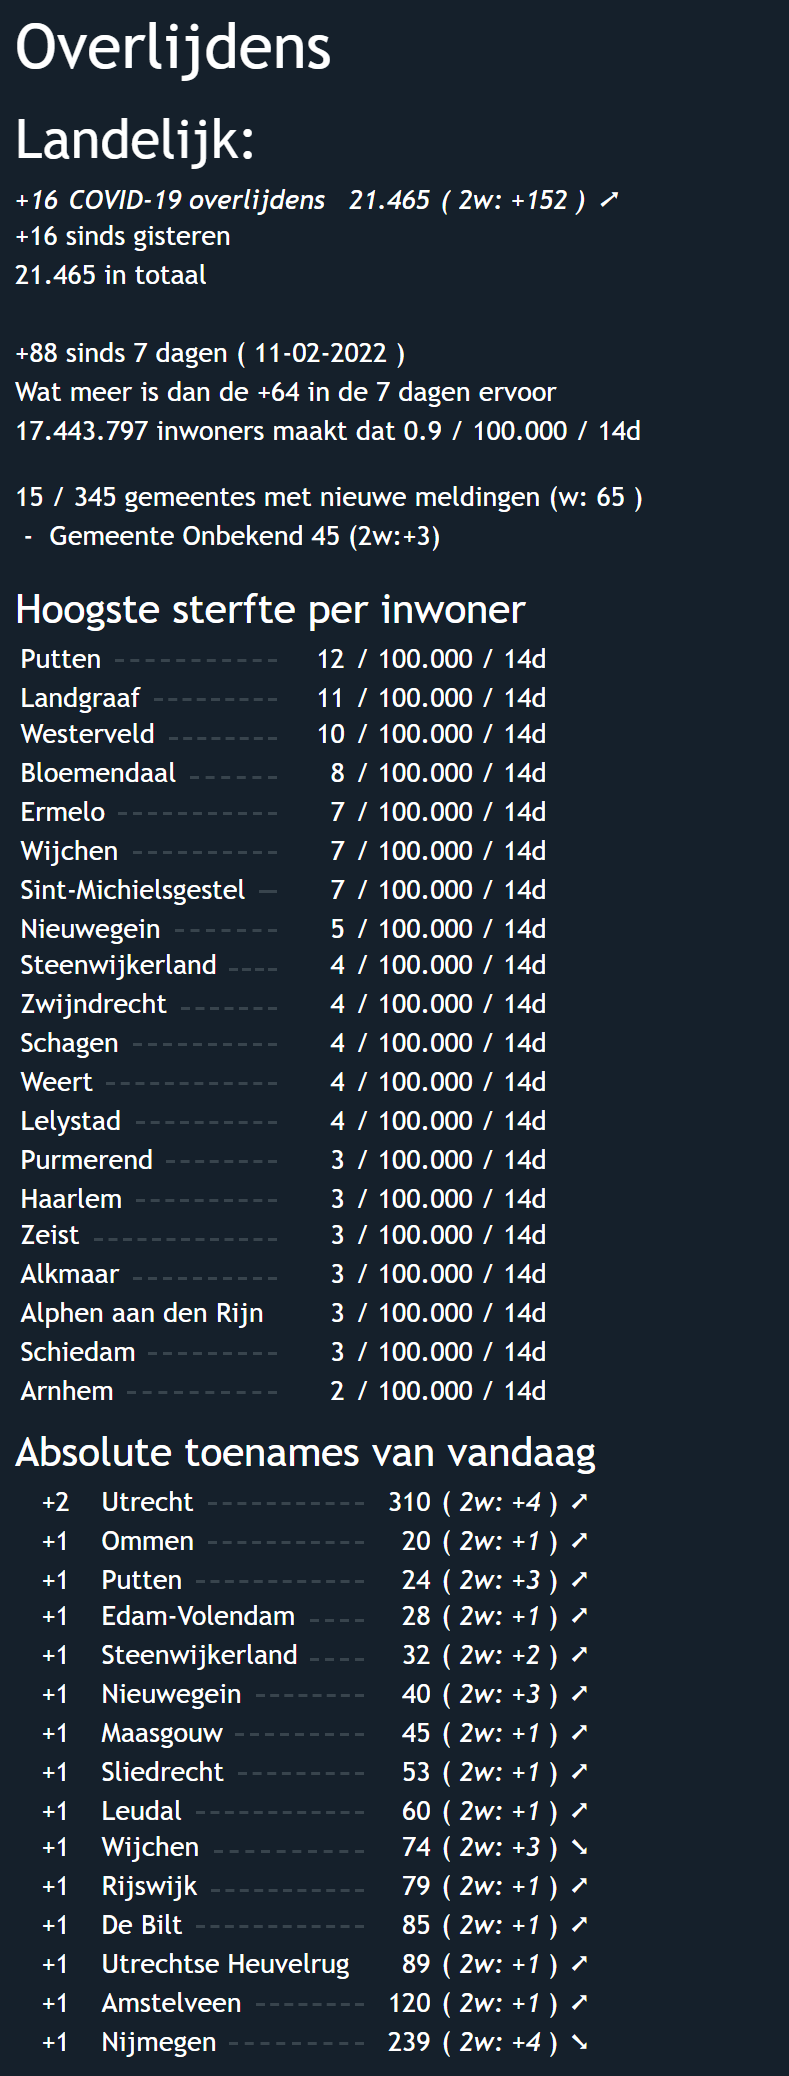 Overlijdens
Landelijk:
+16 COVID-19 overlijdens 21.465 ( 2w: +152 ) ➚
+16 sinds gisteren
21.465 in totaal
+88 sinds 7 dagen ( 11-02-2022 )
Wat meer is dan de +64 in de 7 dagen ervoor
17.443.797 inwoners maakt dat 0.9 / 100.000 / 14d
15 / 345 gemeentes met nieuwe meldingen (w: 65 )
- Gemeente Onbekend 45 (2w:+3)
Hoogste sterfte per inwoner
Putten ----------- 12 / 100.000 / 14d
Landgraaf --------- 11 / 100.000 / 14d
Westerveld -------- 10 / 100.000 / 14d
Bloemendaal ------ 8 / 100.000 / 14d
Ermelo ----------- 7 / 100.000 / 14d
Wijchen ---------- 7 / 100.000 / 14d
Sint-Michielsgestel — 7 / 100.000 / 14d
Nieuwegein ------- 5 / 100.000 / 14d
Steenwijkerland ---- 4 / 100.000 / 14d
Zwijndrecht ------- 4 / 100.000 / 14d
Schagen ---------- 4 / 100.000 / 14d
Weert ------------ 4 / 100.000 / 14d
Lelystad ---------- 4 / 100.000 / 14d
Purmerend -------- 3 / 100.000 / 14d
Haarlem ---------- 3 / 100.000 / 14d
Zeist ------------- 3 / 100.000 / 14d
Alkmaar ---------- 3 / 100.000 / 14d
Alphen aan den Rijn 3 / 100.000 / 14d
Schiedam --------- 3 / 100.000 / 14d
Arnhem ---------- 2 / 100.000 / 14d
Absolute toenames van vandaag
+2 Utrecht ----------- 310 ( 2w: +4 ) ➚
+1 Ommen ----------- 20 ( 2w: +1 ) ➚
+1 Putten ------------ 24 ( 2w: +3 ) ➚
+1 Edam-Volendam ---- 28 ( 2w: +1 ) ➚
+1 Steenwijkerland ---- 32 ( 2w: +2 ) ➚
+1 Nieuwegein -------- 40 ( 2w: +3 ) ➚
+1 Maasgouw --------- 45 ( 2w: +1 ) ➚
+1 Sliedrecht --------- 53 ( 2w: +1 ) ➚
+1 Leudal ------------ 60 ( 2w: +1 ) ➚
+1 Wijchen ---------- 74 ( 2w: +3 ) ➘
+1 Rijswijk ----------- 79 ( 2w: +1 ) ➚
+1 De Bilt ------------ 85 ( 2w: +1 ) ➚
+1 Utrechtse Heuvelrug 89 ( 2w: +1 ) ➚
+1 Amstelveen -------- 120 ( 2w: +1 ) ➚
+1 Nijmegen --------- 239 ( 2w: +4 ) ➘